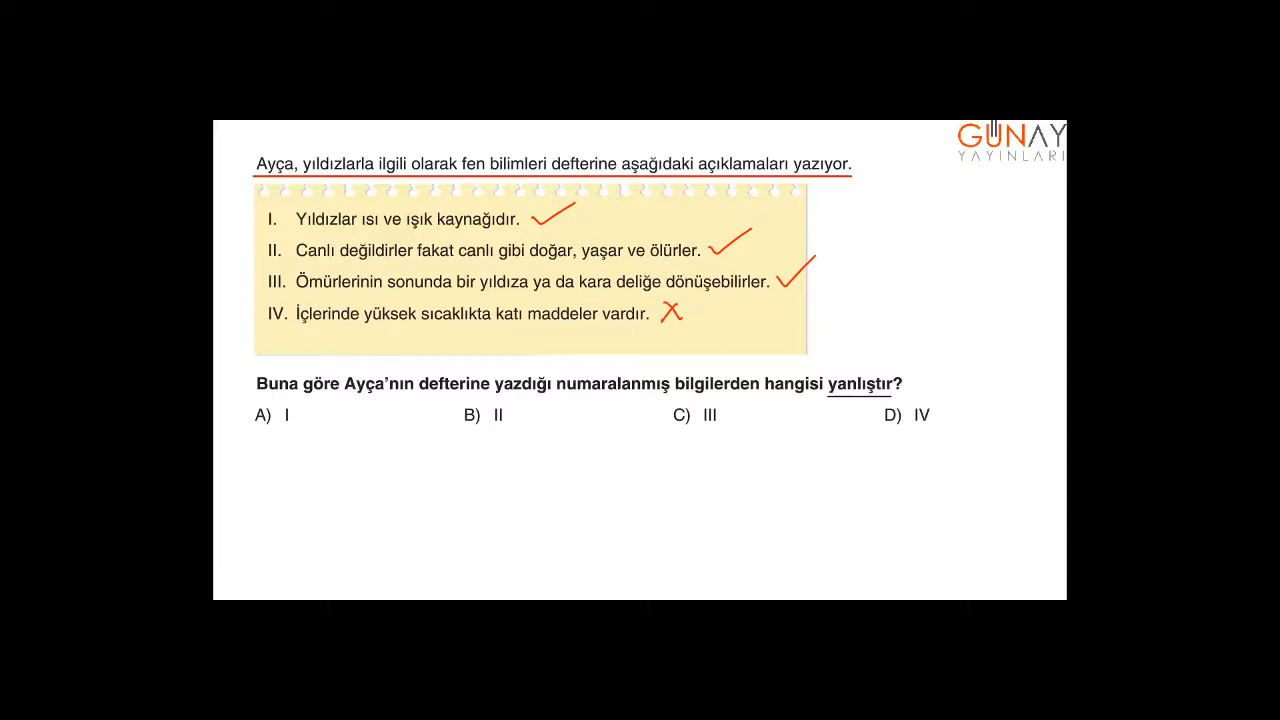 GÜNAY
YAYINLARI
Ayça, yıldızlarla ilgili olarak fen bilimleri defterine aşağıdaki açıklamaları yazıyor.
I. Yıldızlar ısı ve ışık kaynağıdır.
II. Canlı değildirler fakat canlı gibi doğar, yaşar ve ölürler.
III. Ömürlerinin sonunda bir yıldıza ya da kara deliğe dönüşebilirler.
IV. İçlerinde yüksek sıcaklıkta katı maddeler vardır.
Buna göre Ayça’nın defterine yazdığı numaralanmış bilgilerden hangisi yanlıştır?
A) I B) II C) III D) IV